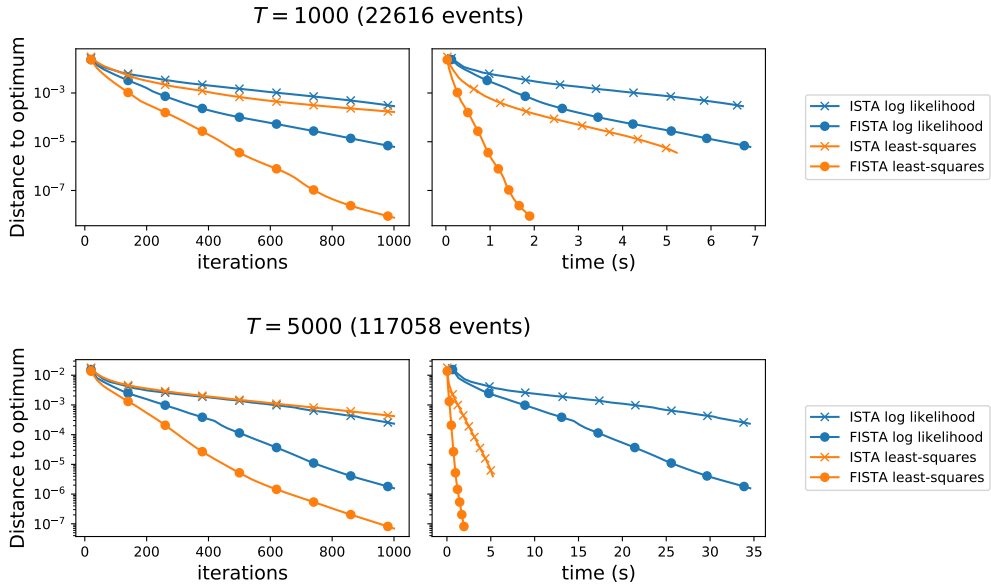 T = 1000 (22616 events)
Distance to optimum
10⁻³
10⁻⁵
10⁻⁷
0 200 400 600 800 1000
iterations
0 1 2 3 4 5 6 7
time (s)
ISTA log likelihood
FISTA log likelihood
ISTA least-squares
FISTA least-squares
T = 5000 (117058 events)
Distance to optimum
10⁻²
10⁻³
10⁻⁴
10⁻⁵
10⁻⁶
10⁻⁷
0 200 400 600 800 1000
iterations
0 5 10 15 20 25 30 35
time (s)
ISTA log likelihood
FISTA log likelihood
ISTA least-squares
FISTA least-squares